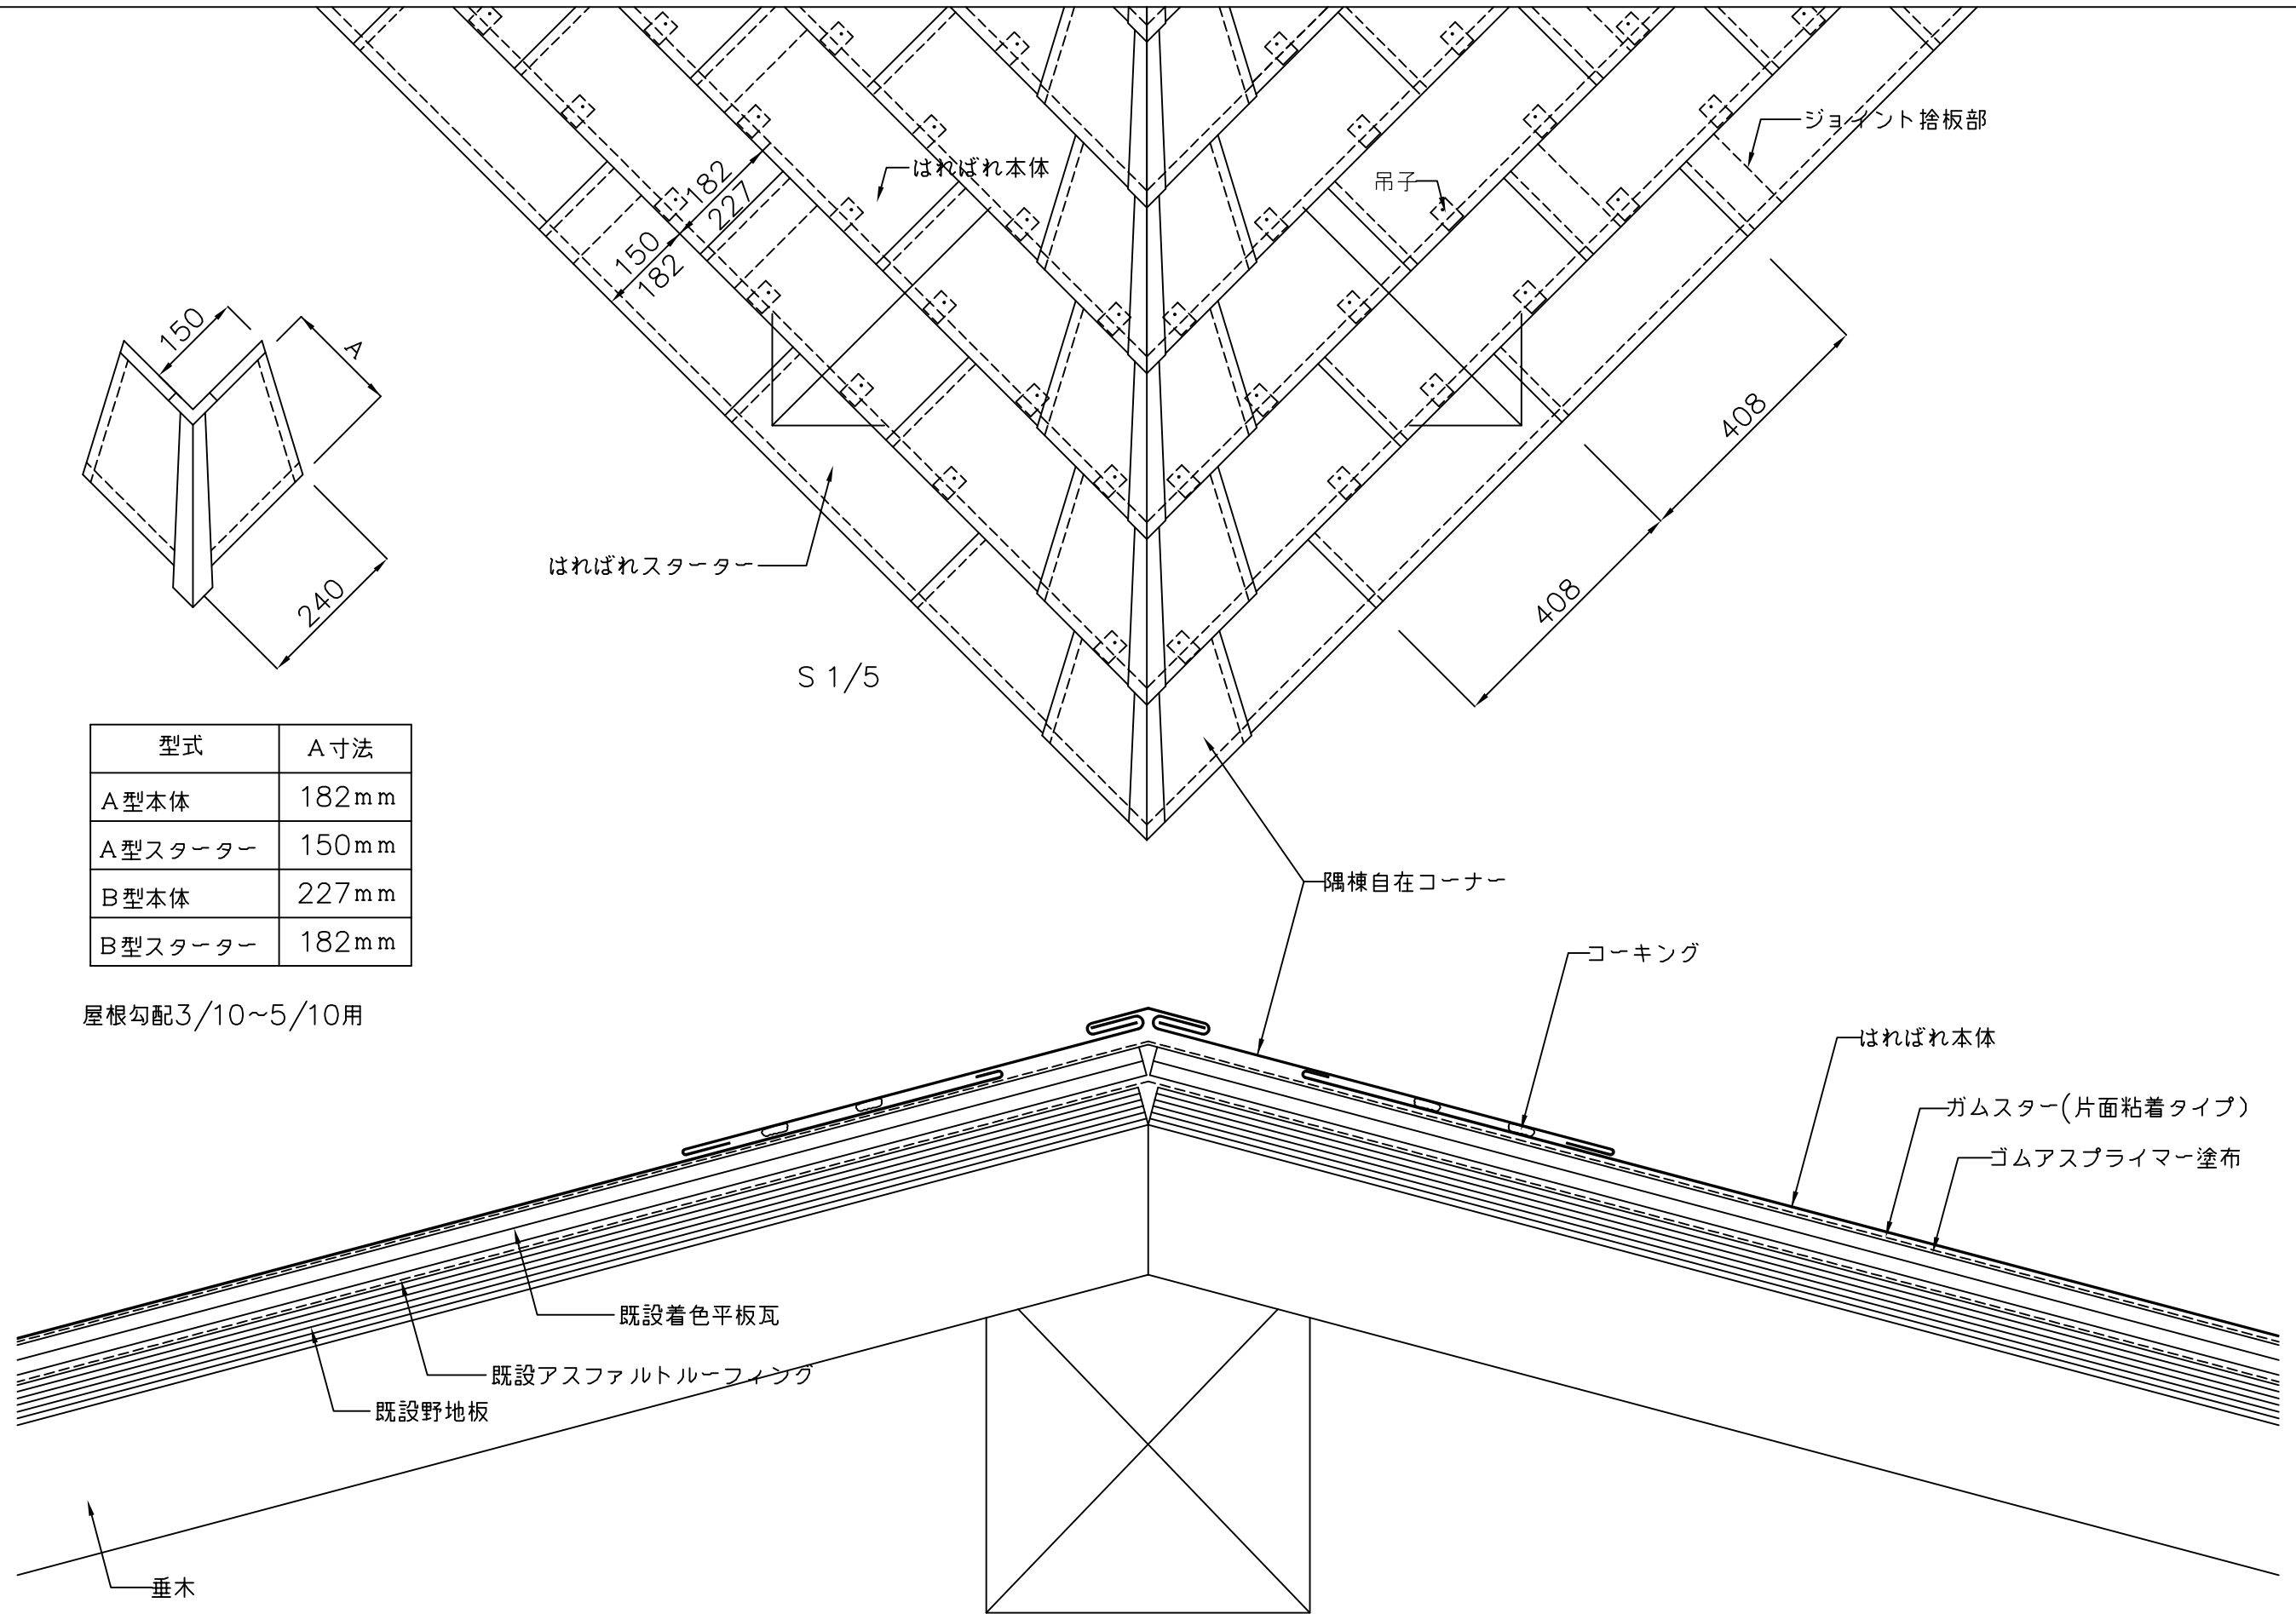 ジョイント捨板部
はればれ本体
吊子
182
227
150
182
150
A
240
408
408
はればれスターター
S 1/5
型式 A寸法
A型本体 182mm
A型スターター 150mm
B型本体 227mm
B型スターター 182mm
屋根勾配3/10~5/10用
隅棟自在コーナー
コーキング
はればれ本体
ガムスター(片面粘着タイプ)
ゴムアスプライマー塗布
既設着色平板瓦
既設アスファルトルーフィング
既設野地板
垂木